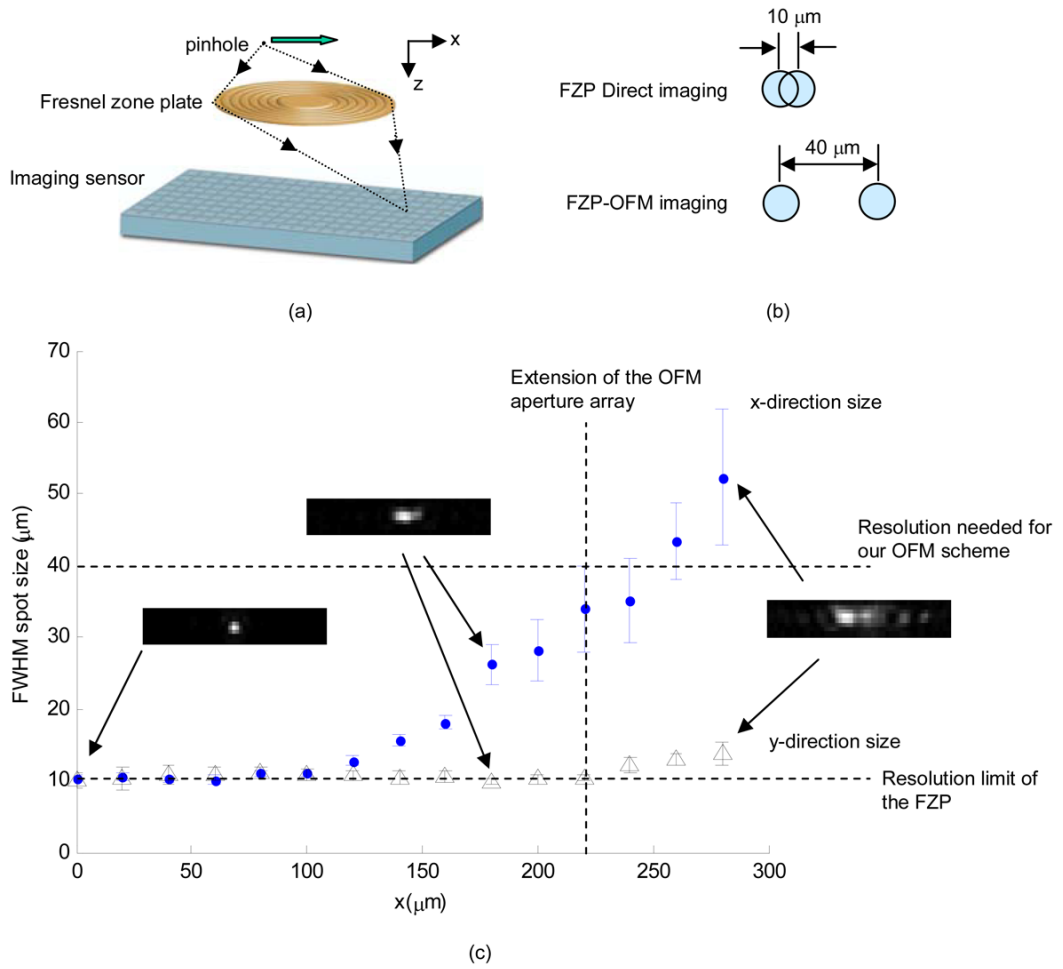 pinhole
x
z
Fresnel zone plate
Imaging sensor
(a)
10 μm
FZP Direct imaging
40 μm
FZP-OFM imaging
(b)
70
60
50
40
30
20
10
0
FWHM spot size(μm)
Extension of the OFM
aperture array
x-direction size
Resolution needed for
our OFM scheme
y-direction size
Resolution limit of
the FZP
0
50
100
150
200
250
300
x(μm)
(c)